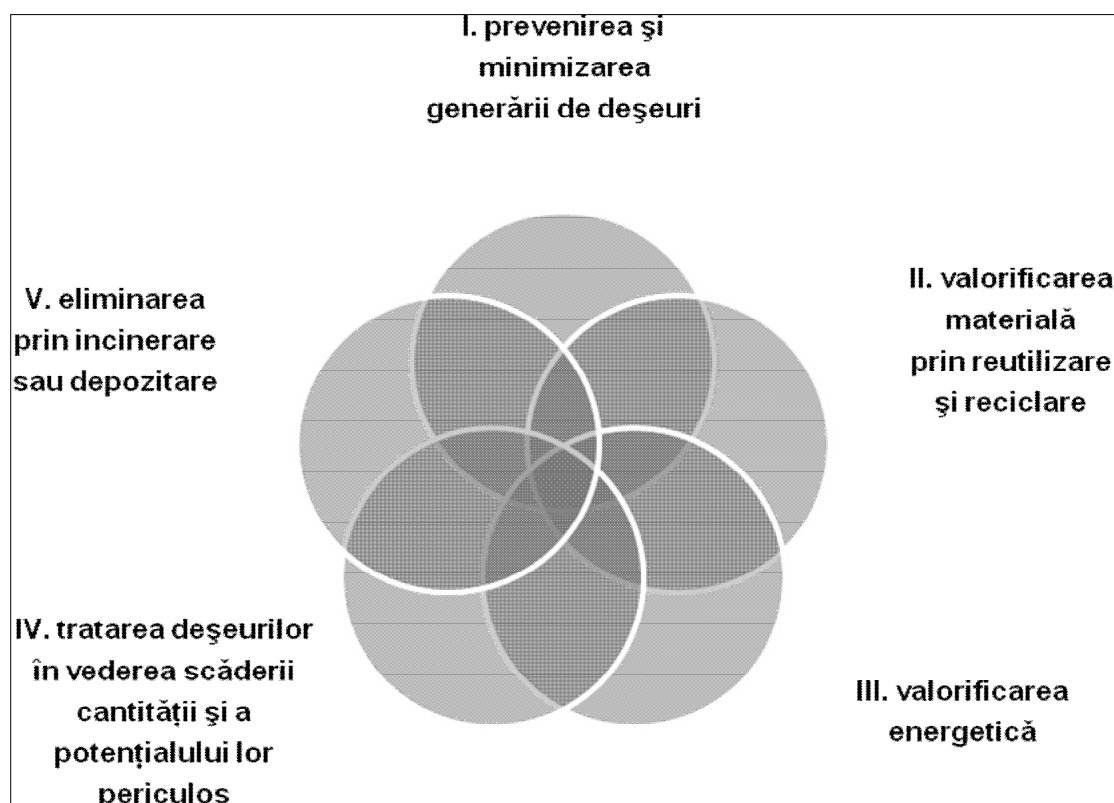 I. prevenirea şi
minimizarea
generării de deşeuri
II. valorificarea
materială
prin reutilizare
şi reciclare
III. valorificarea
energetică
IV. tratarea deşeurilor
în vederea scăderii
cantităţii şi a
potenţialului lor
periculos
V. eliminarea
prin incinerare
sau depozitare